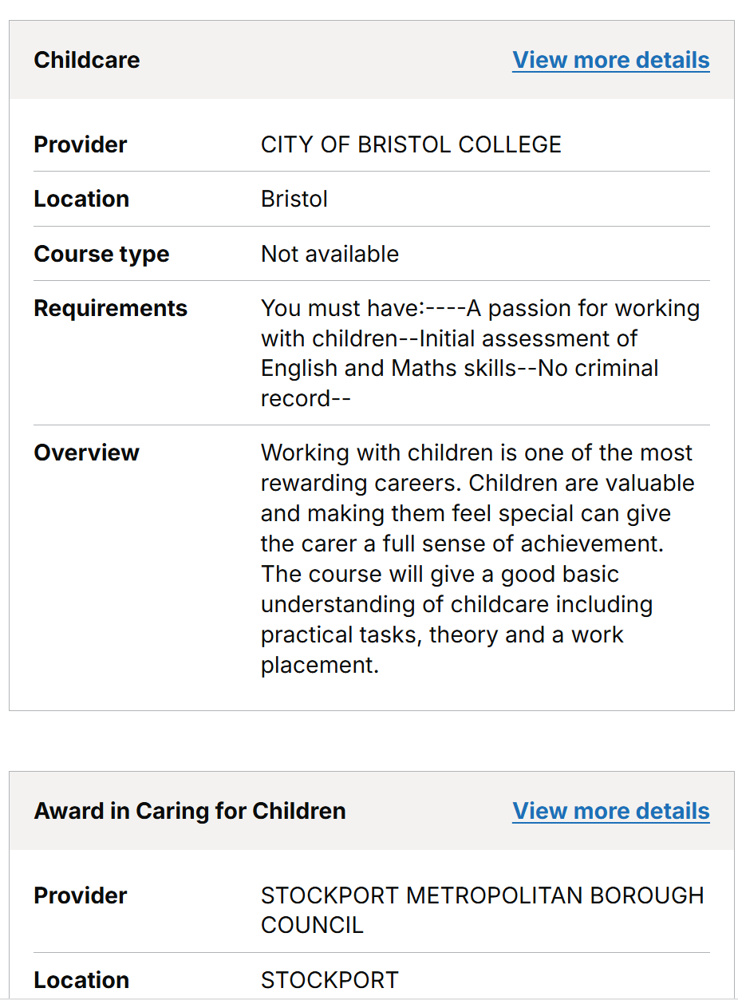 Childcare View more details
Provider CITY OF BRISTOL COLLEGE
Location Bristol
Course type Not available
Requirements You must have:----A passion for working
with children--Initial assessment of
English and Maths skills--No criminal
record--
Overview Working with children is one of the most
rewarding careers. Children are valuable
and making them feel special can give
the carer a full sense of achievement.
The course will give a good basic
understanding of childcare including
practical tasks, theory and a work
placement.
Award in Caring for Children View more details
Provider STOCKPORT METROPOLITAN BOROUGH
COUNCIL
Location STOCKPORT